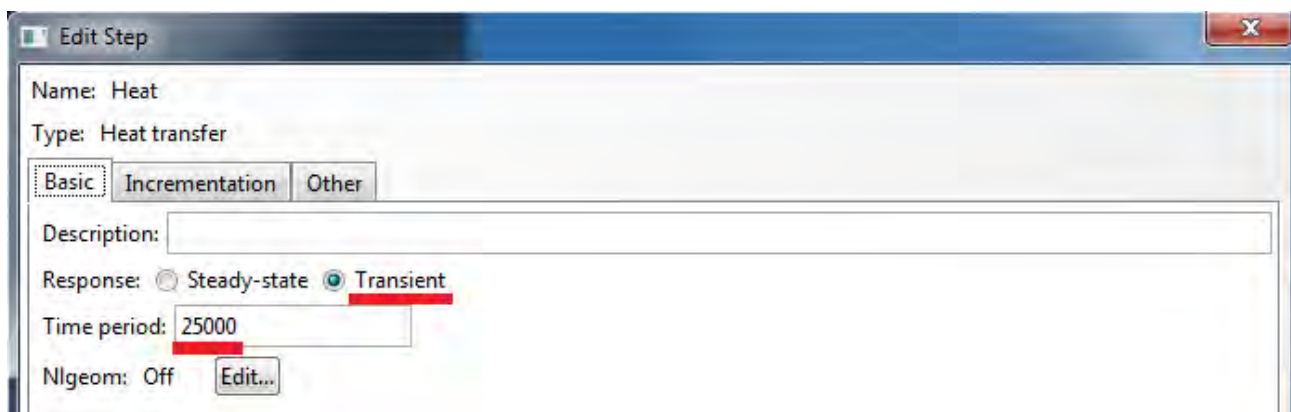 Edit Step
Name: Heat
Type: Heat transfer
Basic Incrementation Other
Description:
Response: Steady-state Transient
Time period: 25000
Nlgeom: Off Edit...